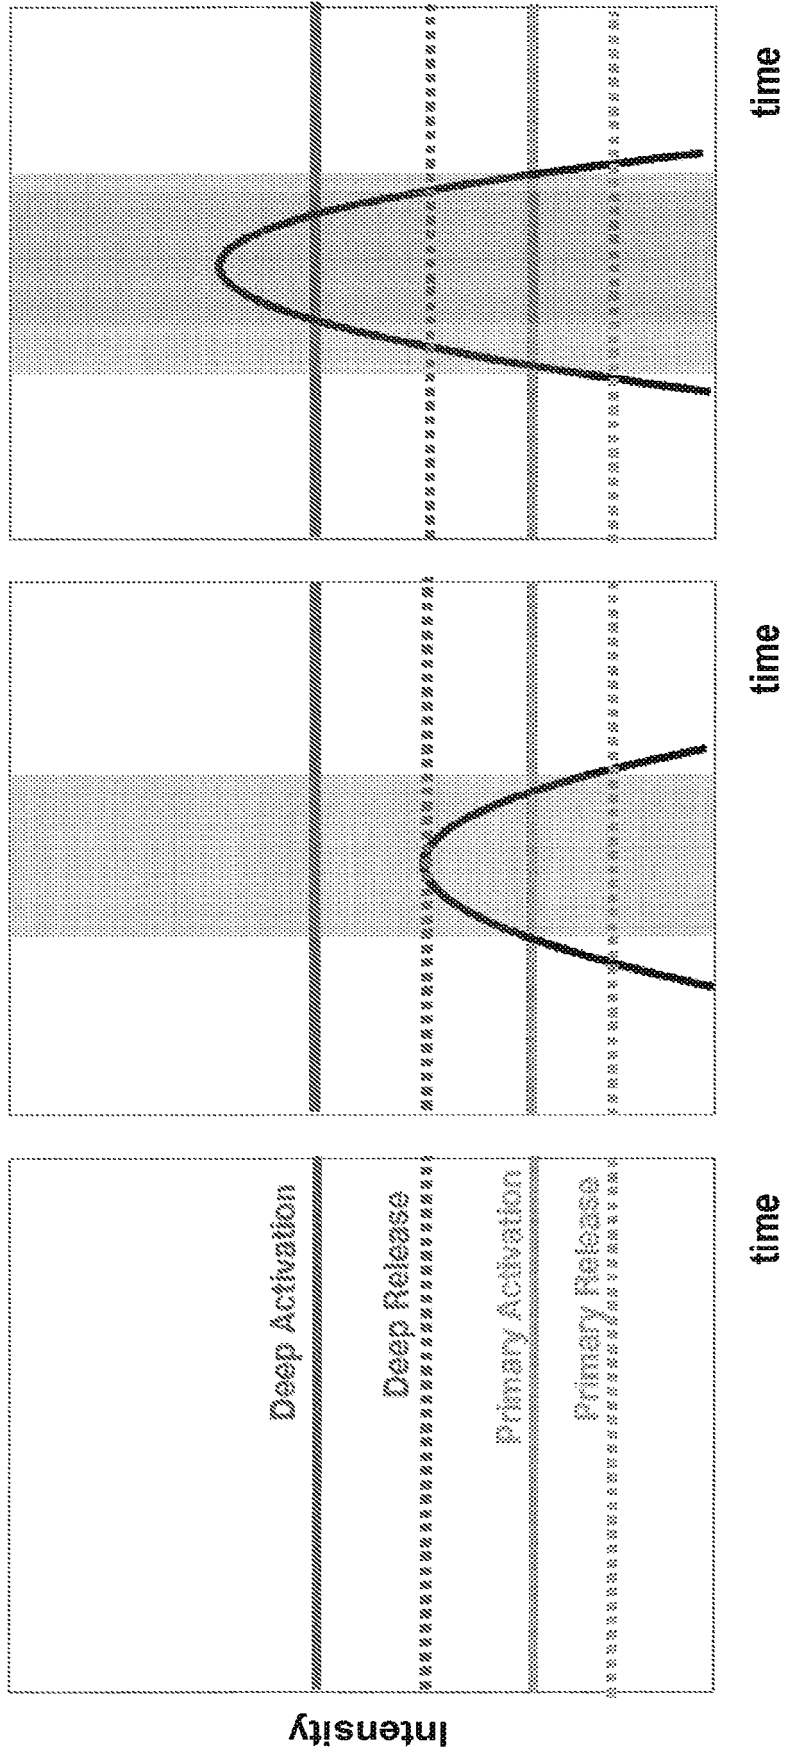 Intensity
Deep Activation
Deep Release
Primary Activation
Primary Release
time
time
time